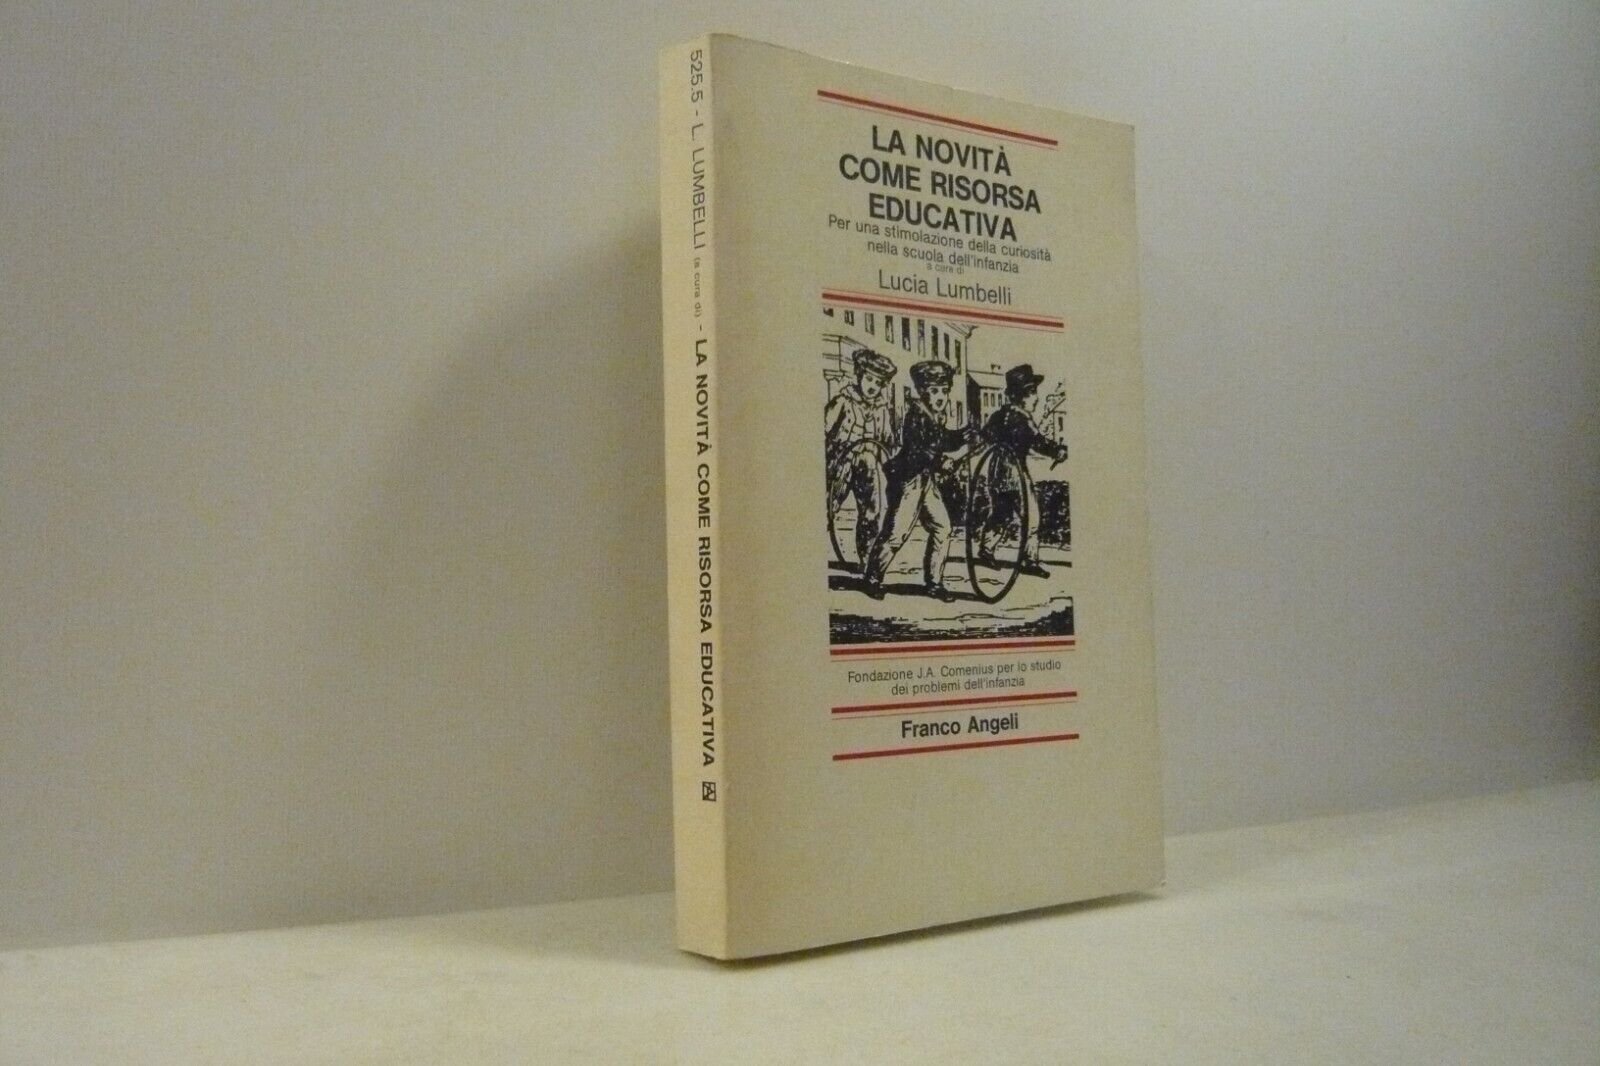 525.5 - L. LUMBELLI (a cura di) - LA NOVITÀ COME RISORSA EDUCATIVA
LA NOVITÀ
COME RISORSA
EDUCATIVA
Per una stimolazione della curiosità
nella scuola dell'infanzia
a cura di
Lucia Lumbelli
Fondazione J.A. Comenius per lo studio
dei problemi dell'infanzia
Franco Angeli